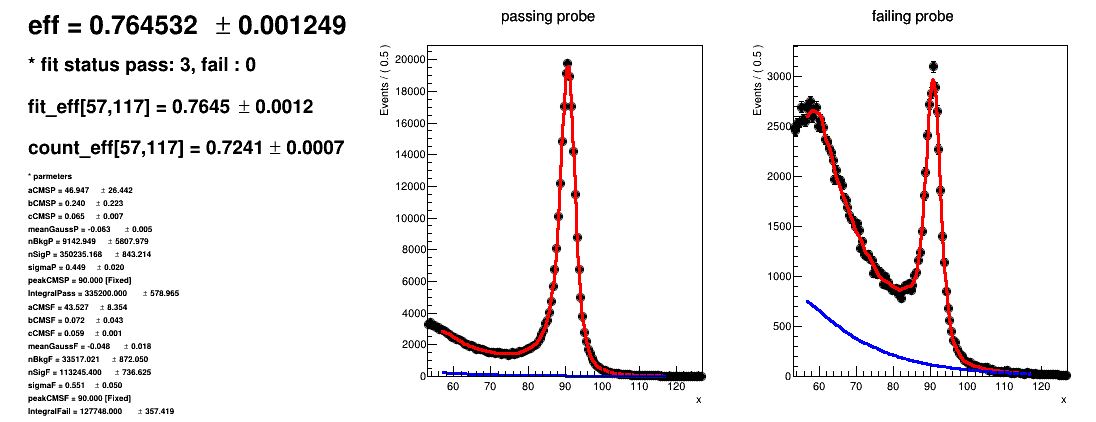 eff = 0.764532 ± 0.001249
* fit status pass: 3, fail : 0
fit_eff[57,117] = 0.7645 ± 0.0012
count_eff[57,117] = 0.7241 ± 0.0007
* parmeters
aCMSP = 46.947 ± 26.442
bCMSP = 0.240 ± 0.223
cCMSP = 0.065 ± 0.007
meanGaussP = -0.063 ± 0.005
nBkgP = 9142.949 ± 5807.979
nSigP = 350235.168 ± 843.214
sigmaP = 0.449 ± 0.020
peakCMSP = 90.000 [Fixed]
IntegralPass = 335200.000 ± 578.965
aCMSF = 43.527 ± 8.354
bCMSF = 0.072 ± 0.043
cCMSF = 0.059 ± 0.001
meanGaussF = -0.048 ± 0.018
nBkgF = 33517.021 ± 872.050
nSigF = 113245.400 ± 736.625
sigmaF = 0.551 ± 0.050
peakCMSF = 90.000 [Fixed]
IntegralFail = 127748.000 ± 357.419
passing probe
Events / ( 0.5 )
20000
18000
16000
14000
12000
10000
8000
6000
4000
2000
0
60 70 80 90 100 110 120
x
failing probe
Events / ( 0.5 )
3000
2500
2000
1500
1000
500
0
60 70 80 90 100 110 120
x